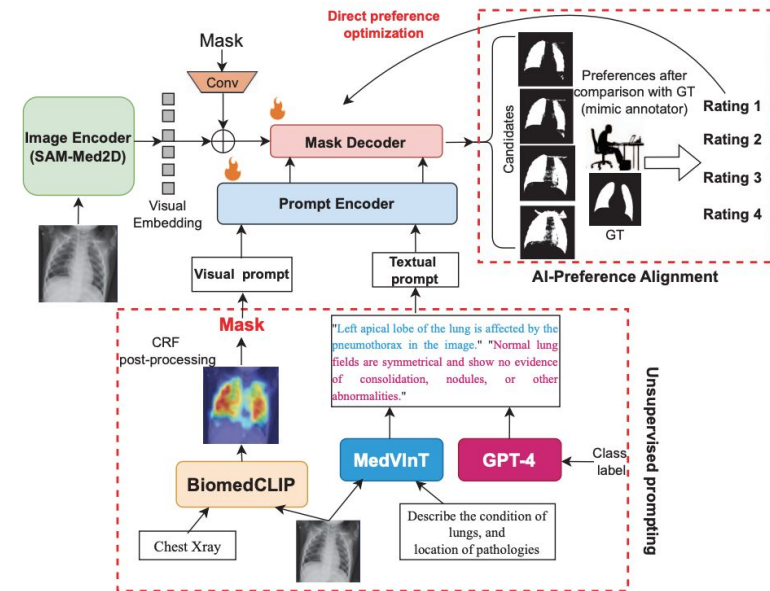 Direct preference
optimization
Mask
Conv
Image Encoder
(SAM-Med2D)
Visual
Embedding
Mask Decoder
Prompt Encoder
Candidates
Preferences after
comparison with GT
(mimic annotator)
GT
Rating 1
Rating 2
Rating 3
Rating 4
AI-Preference Alignment
Visual prompt
Textual
prompt
CRF
post-processing
Mask
"Left apical lobe of the lung is affected by the
pneumothorax in the image." "Normal lung
fields are symmetrical and show no evidence
of consolidation, nodules, or other
abnormalities."
BiomedCLIP
MedVInT
GPT-4
Class
label
Chest Xray
Describe the condition of
lungs, and
location of pathologies
Unsupervised prompting